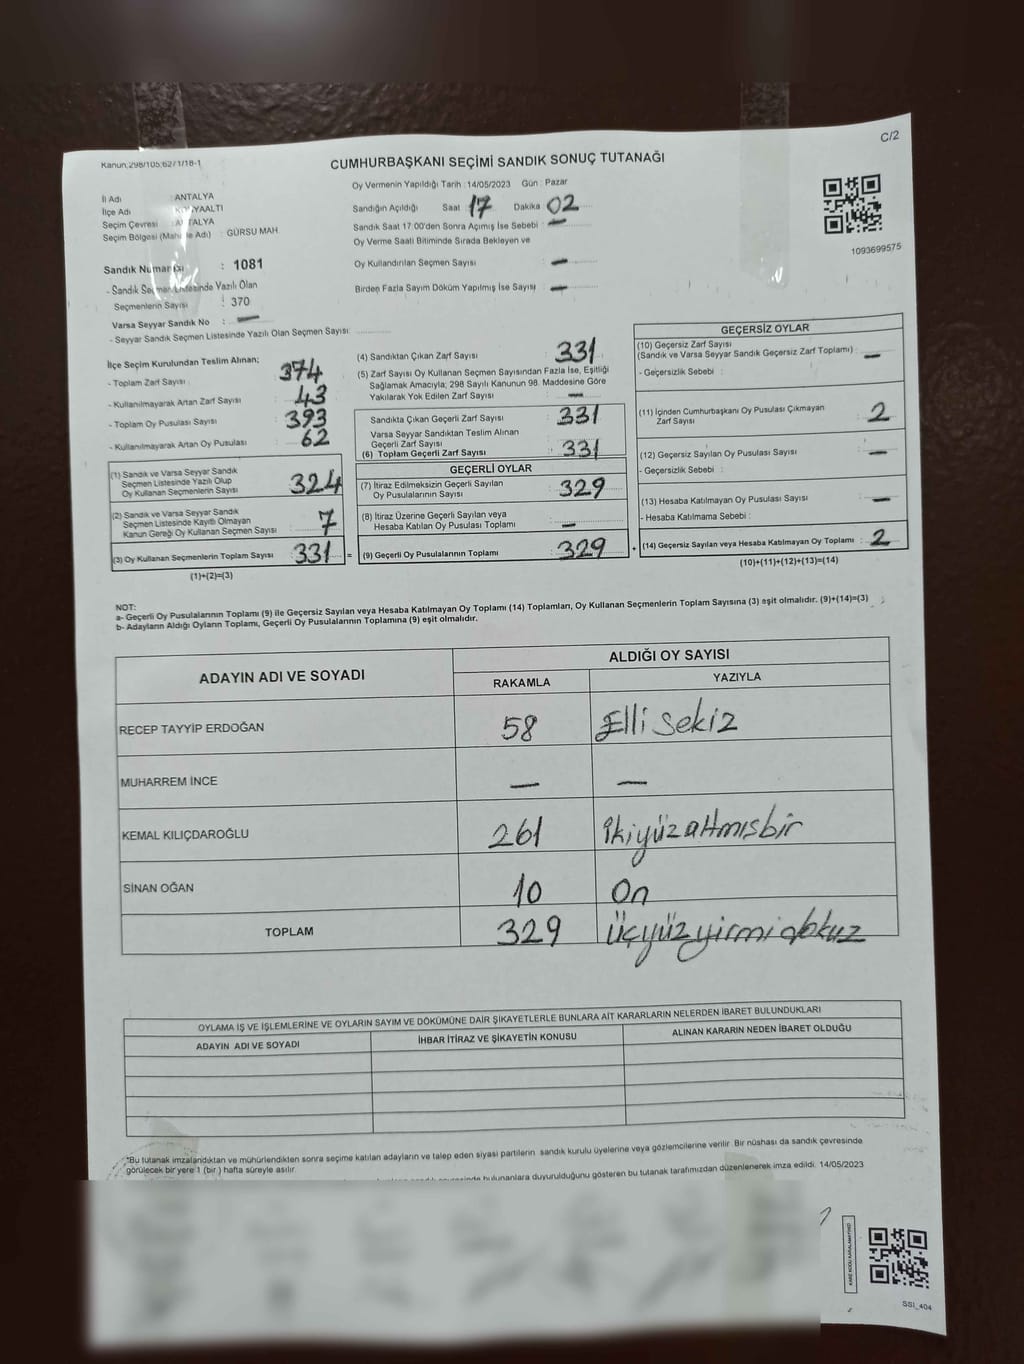 C/2
Kanun,298/105;62/1/18-1
CUMHURBAŞKANI SEÇİMİ SANDIK SONUÇ TUTANAĞI
Oy Vermenin Yapıldığı Tarih :14/05/2023 Gün : Pazar
İl Adı : ANTALYA
İlçe Adı
Seçim Çevresi
Seçim Bölgesi : GÜRSU MAH.
Sandığın Açıldığı Saat 17 Dakika 02
Sandık Saat 17:00'den Sonra Açımış İse Sebebi : —
Oy Verme Saati Bitiminde Sırada Bekleyen ve
Oy Kullandırılan Seçmen Sayısı : —
Birden Fazla Sayım Döküm Yapılmış İse Sayısı : —
1093699575
Sandık Numarası : 1081
- Sandık Seçmen Listesinde Yazılı Olan
Seçmenlerin Sayısı : 370
Varsa Seyyar Sandık No : —
- Seyyar Sandık Seçmen Listesinde Yazılı Olan Seçmen Sayısı:
İlçe Seçim Kurulundan Teslim Alınan;
- Toplam Zarf Sayısı : 374
- Kullanılmayarak Artan Zarf Sayısı : 43
- Toplam Oy Pusulası Sayısı : 393
- Kullanılmayarak Artan Oy Pusulası : 62
(1) Sandık ve Varsa Seyyar Sandık
Seçmen Listesinde Yazılı Olup
Oy Kullanan Seçmenlerin Sayısı : 324
(2) Sandık ve Varsa Seyyar Sandık
Seçmen Listesinde Kayıtlı Olmayan
Kanun Gereği Oy Kullanan Seçmen Sayısı : 7
(3) Oy Kullanan Seçmenlerin Toplam Sayısı : 331 =
(1)+(2)=(3)
(4) Sandıktan Çıkan Zarf Sayısı : 331
(5) Zarf Sayısı Oy Kullanan Seçmen Sayısından Fazla İse, Eşitliği
Sağlamak Amacıyla; 298 Sayılı Kanunun 98. Maddesine Göre
Yakılarak Yok Edilen Zarf Sayısı : —
Sandıkta Çıkan Geçerli Zarf Sayısı : 331
Varsa Seyyar Sandıktan Teslim Alınan
Geçerli Zarf Sayısı :
(6) Toplam Geçerli Zarf Sayısı : 331
GEÇERLİ OYLAR
(7) İtiraz Edilmeksizin Geçerli Sayılan
Oy Pusulalarının Sayısı : 329
(8) İtiraz Üzerine Geçerli Sayılan veya
Hesaba Katılan Oy Pusulası Toplamı : —
(9) Geçerli Oy Pusulalarının Toplamı : 329 +
GEÇERSİZ OYLAR
(10) Geçersiz Zarf Sayısı
(Sandık ve Varsa Seyyar Sandık Geçersiz Zarf Toplamı) : —
- Geçersizlik Sebebi :
(11) İçinden Cumhurbaşkanı Oy Pusulası Çıkmayan
Zarf Sayısı : 2
(12) Geçersiz Sayılan Oy Pusulası Sayısı : —
- Geçersizlik Sebebi :
(13) Hesaba Katılmayan Oy Pusulası Sayısı : —
- Hesaba Katılmama Sebebi :
(14) Geçersiz Sayılan veya Hesaba Katılmayan Oy Toplamı : 2
(10)+(11)+(12)+(13)=(14)
NOT:
a- Geçerli Oy Pusulalarının Toplamı (9) ile Geçersiz Sayılan veya Hesaba Katılmayan Oy Toplamı (14) Toplamları, Oy Kullanan Seçmenlerin Toplam Sayısına (3) eşit olmalıdır. (9)+(14)=(3)
b- Adayların Aldığı Oyların Toplamı, Geçerli Oy Pusulalarının Toplamına (9) eşit olmalıdır.
ADAYIN ADI VE SOYADI
ALDIĞI OY SAYISI
RAKAMLA YAZIYLA
RECEP TAYYİP ERDOĞAN 58 Elli sekiz
MUHARREM İNCE — —
KEMAL KILIÇDAROĞLU 261 ikiyüzaltmışbir
SİNAN OĞAN 10 On
TOPLAM 329 üçyüzyirmidokuz
OYLAMA İŞ VE İŞLEMLERİNE VE OYLARIN SAYIM VE DÖKÜMÜNE DAİR ŞİKAYETLERLE BUNLARA AİT KARARLARIN NELERDEN İBARET BULUNDUKLARI
ADAYIN ADI VE SOYADI İHBAR İTİRAZ VE ŞİKAYETİN KONUSU ALINAN KARARIN NEDEN İBARET OLDUĞU
*Bu tutanak imzalandıktan ve mühürlendikten sonra seçime katılan adayların ve talep eden siyasi partilerin sandık kurulu üyelerine veya gözlemcilerine verilir. Bir nüshası da sandık çevresinde
görülecek bir yere 1 (bir) hafta süreyle asılır.
bulunanlara duyurulduğunu gösteren bu tutanak tarafımızdan düzenlenerek imza edildi. 14/05/2023
KARE KODU KARALAMAYINIZ
SSI_404